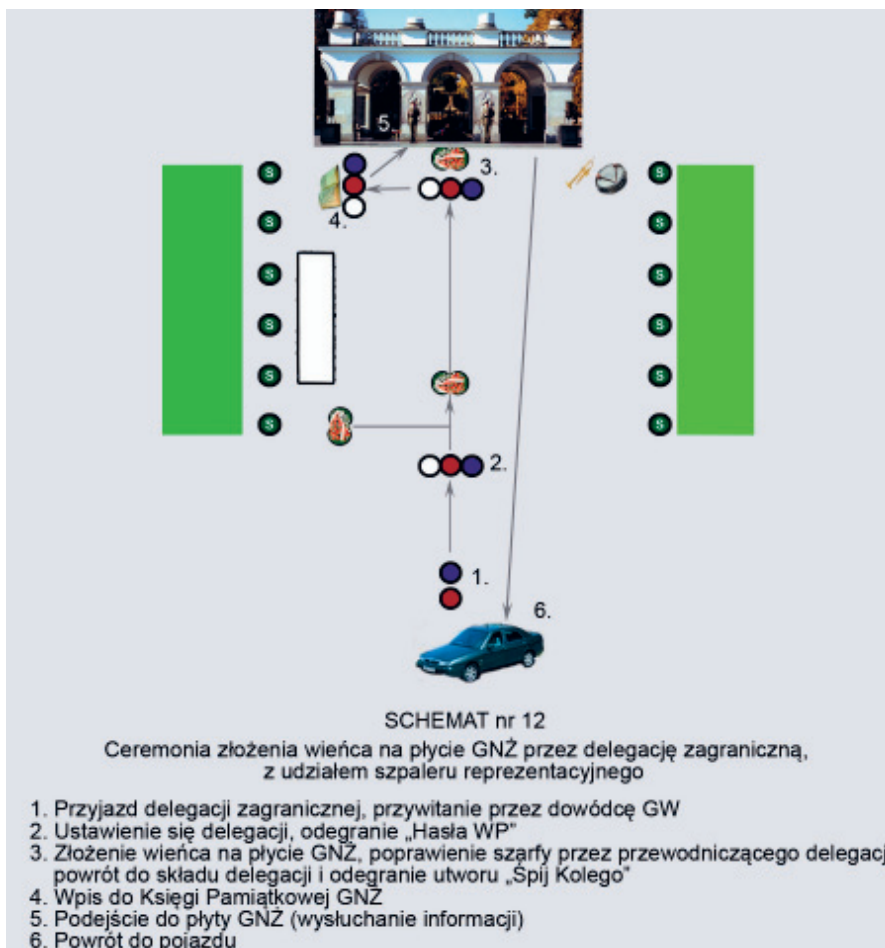 5.
3.
4.
S S
S S
S S
S S
S S
S S
2.
1.
6.
SCHEMAT nr 12
Ceremonia złożenia wieńca na płycie GNŻ przez delegację zagraniczną,
z udziałem szpaleru reprezentacyjnego
1. Przyjazd delegacji zagranicznej, przywitanie przez dowódcę GW
2. Ustawienie się delegacji, odegranie „Hasła WP”
3. Złożenie wieńca na płycie GNŻ, poprawienie szarfy przez przewodniczącego delegacj
powrót do składu delegacji i odegranie utworu „Śpij Kolego”
4. Wpis do Księgi Pamiątkowej GNŻ
5. Podejście do płyty GNŻ (wysłuchanie informacji)
6. Powrót do pojazdu